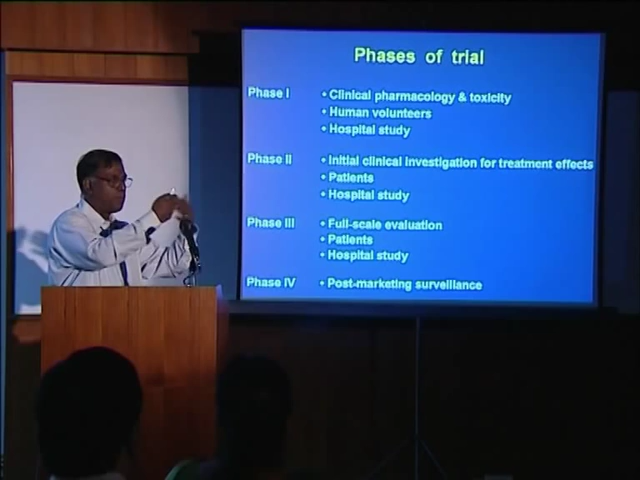 Phases of trial
Phase I • Clinical pharmacology & toxicity
• Human volunteers
• Hospital study
Phase II • Initial clinical investigation for treatment effects
• Patients
• Hospital study
Phase III • Full-scale evaluation
• Patients
• Hospital study
Phase IV • Post-marketing surveillance